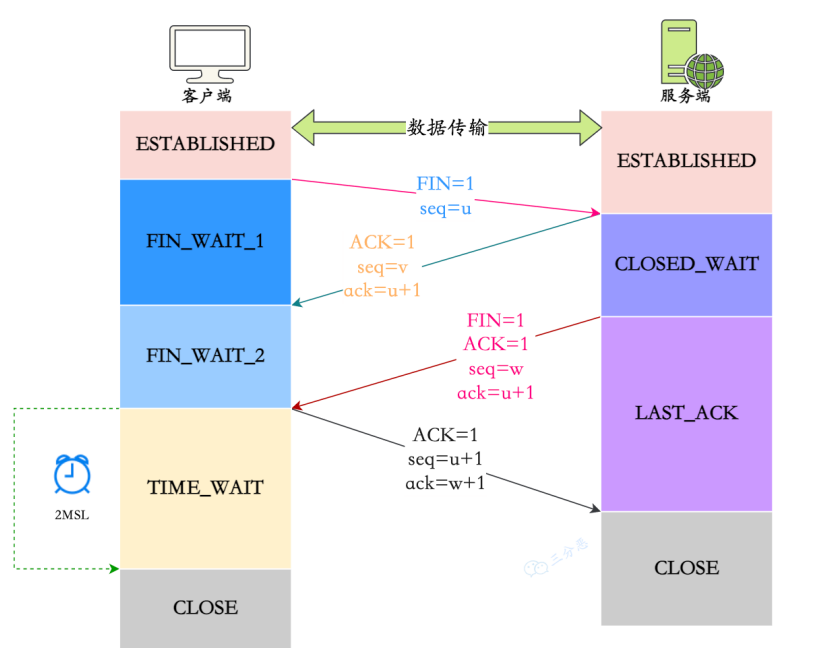 客户端
服务端
数据传输
ESTABLISHED
ESTABLISHED
FIN=1
seq=u
FIN_WAIT_1
ACK=1
seq=v
ack=u+1
CLOSED_WAIT
FIN=1
ACK=1
seq=w
ack=u+1
FIN_WAIT_2
LAST_ACK
ACK=1
seq=u+1
ack=w+1
TIME_WAIT
2MSL
三分恶
CLOSE
CLOSE